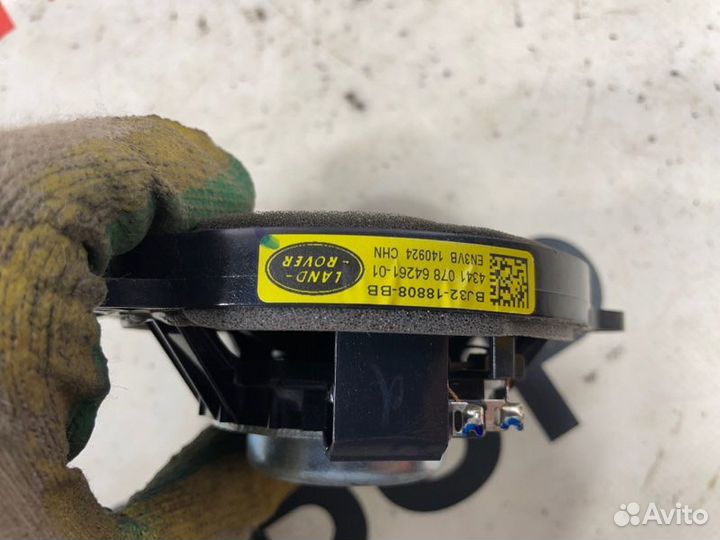 LAND-
-ROVER
BJ32-18808-BB
4341 078 64261-01
EN3VB 140924 CHN
Avito